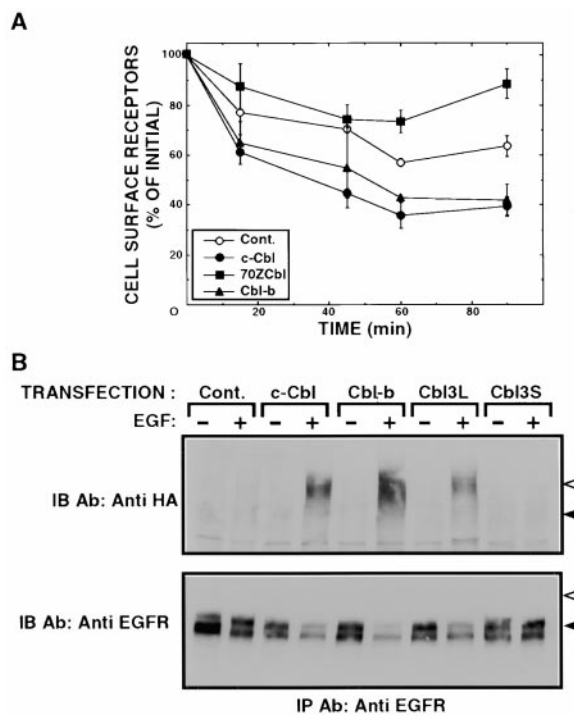 A
CELL SURFACE RECEPTORS
(% OF INITIAL)
100
80
60
40
O
20
40
60
80
TIME (min)
Cont.
c-Cbl
70ZCbl
Cbl-b
B
TRANSFECTION : Cont. c-Cbl Cbl-b Cbl3L Cbl3S
EGF: - + - + - + - + - +
IB Ab: Anti HA
IB Ab: Anti EGFR
IP Ab: Anti EGFR